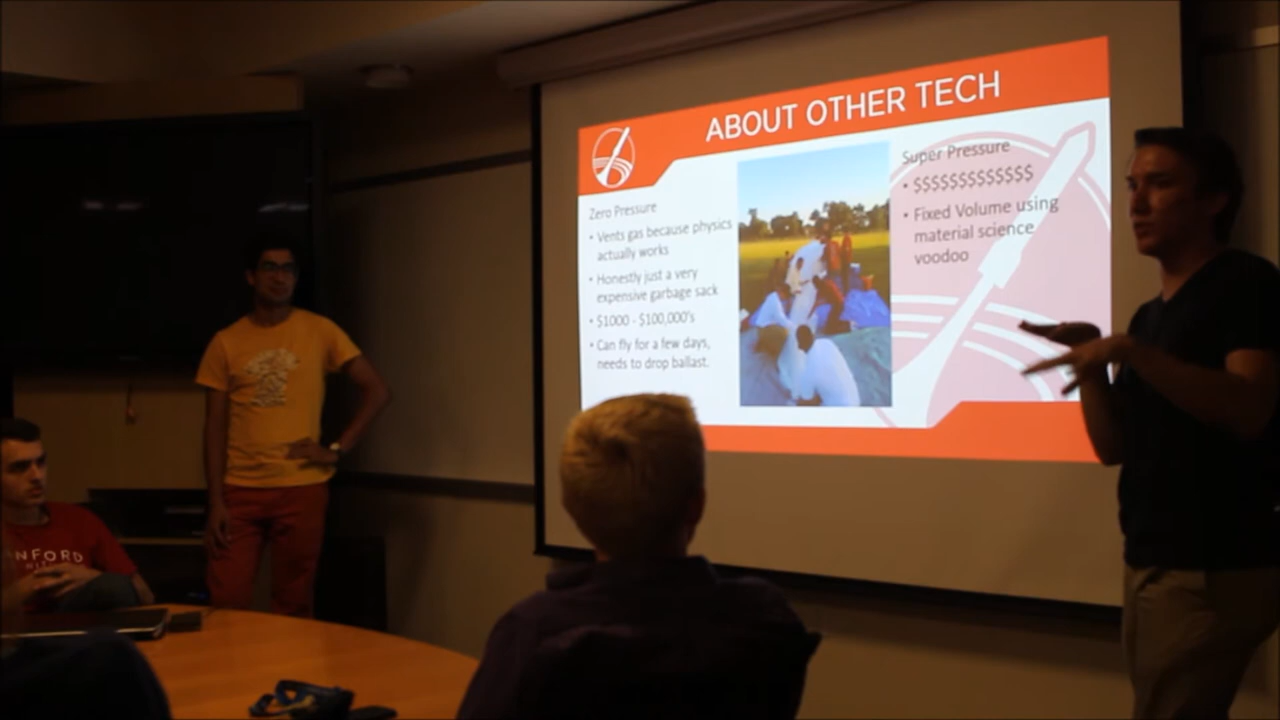 ABOUT OTHER TECH
Zero Pressure
• Vents gas because physics
actually works
• Honestly just a very
expensive garbage sack
• $1000 - $100,000's
• Can fly for a few days,
needs to drop ballast.
Super Pressure
• $$$$$$$$$$$$$
• Fixed Volume using
material science
voodoo
NFORD